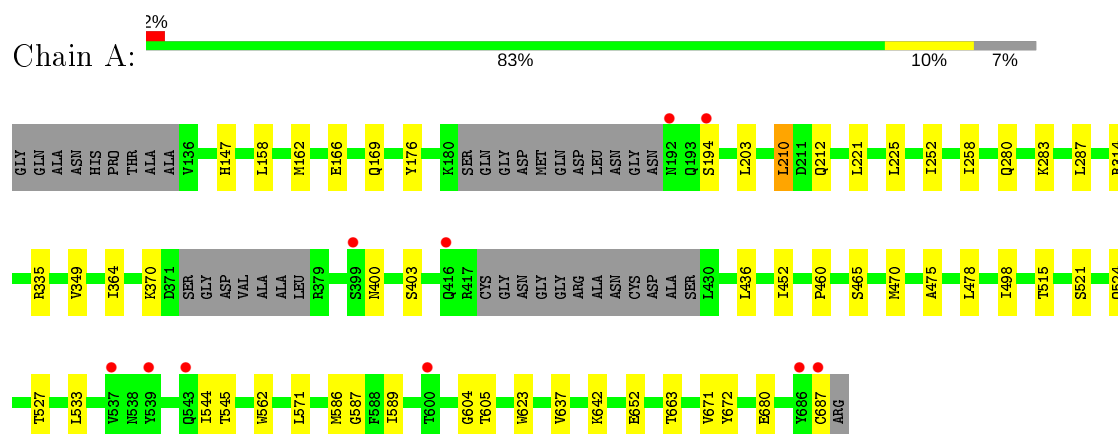 2%
Chain A:
83% 10% 7%
GLY GLN ALA ASN HIS PRO THR ALA ALA V136 H147 L158 M162 E166 Q169 Y176 K180 SER GLN GLY ASP MET GLN ASP LEU ASN GLY ASN N192 Q193 S194 L203 L210 D211 Q212 L221 L225 I252 I258 Q280 K283 L287
R335 V349 I364 K370 D371 SER GLY ASP VAL ALA ALA LEU R379 S399 N400 S403 Q416 R417 CYS GLY ASN GLY GLY ARG ALA ASN CYS ASP ALA SER L430 L436 I452 P460 S465 M470 A475 L478 I498 T515 S521
T527 L533 V537 N538 Y539 Q543 I544 T545 W562 L571 M586 G587 F588 I589 T600 G604 T605 W623 V637 K642 E652 T663 V671 Y672 E680 Y686 C687 ARG